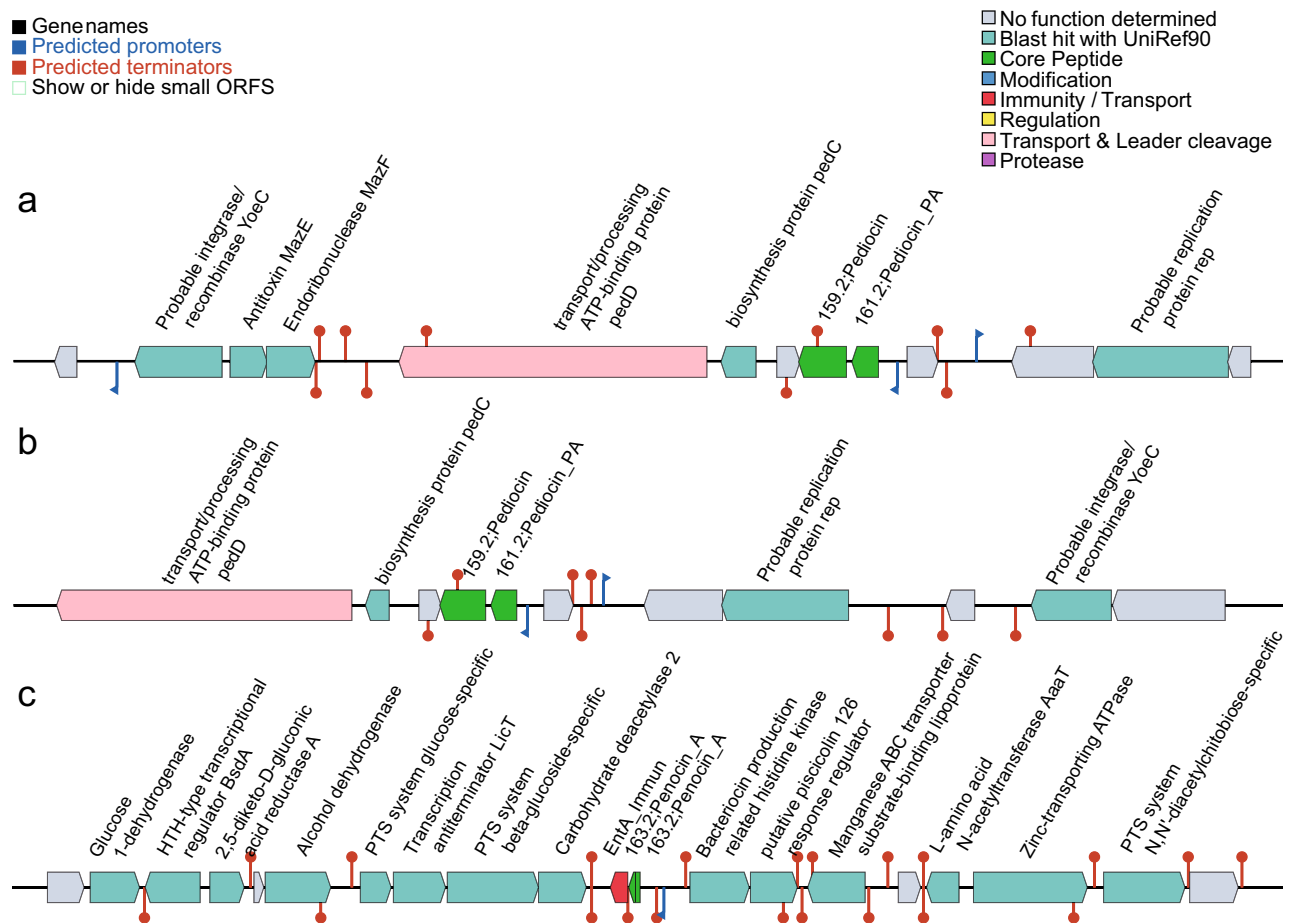 Genenames
Predicted promoters
Predicted terminators
Show or hide small ORFS
No function determined
Blast hit with UniRef90
Core Peptide
Modification
Immunity / Transport
Regulation
Transport & Leader cleavage
Protease
a
Probable integrase/
recombinase YoeC
Antitoxin MazE
Endoribonuclease MazF
transport/processing
ATP-binding protein
pedD
biosynthesis protein pedC
159.2;Pediocin
161.2;Pediocin_PA
Probable replication
protein rep
b
transport/processing
ATP-binding protein
pedD
biosynthesis protein pedC
159.2;Pediocin
161.2;Pediocin_PA
Probable replication
protein rep
Probable integrase/
recombinase YoeC
c
Glucose
1-dehydrogenase
HTH-type transcriptional
regulator BsdA
2,5-diketo-D-gluconic
acid reductase A
Alcohol dehydrogenase
PTS system glucose-specific
Transcription
antiterminator LicT
PTS system
beta-glucoside-specific
Carbohydrate deacetylase 2
EntA_Immun
163.2;Penocin_A
163.2;Penocin_A
Bacteriocin production
related histidine kinase
putative piscicolin 126
response regulator
Manganese ABC transporter
substrate-binding lipoprotein
L-amino acid
N-acetyltransferase AaaT
Zinc-transporting ATPase
PTS system
N,N'-diacetylchitobiose-specific